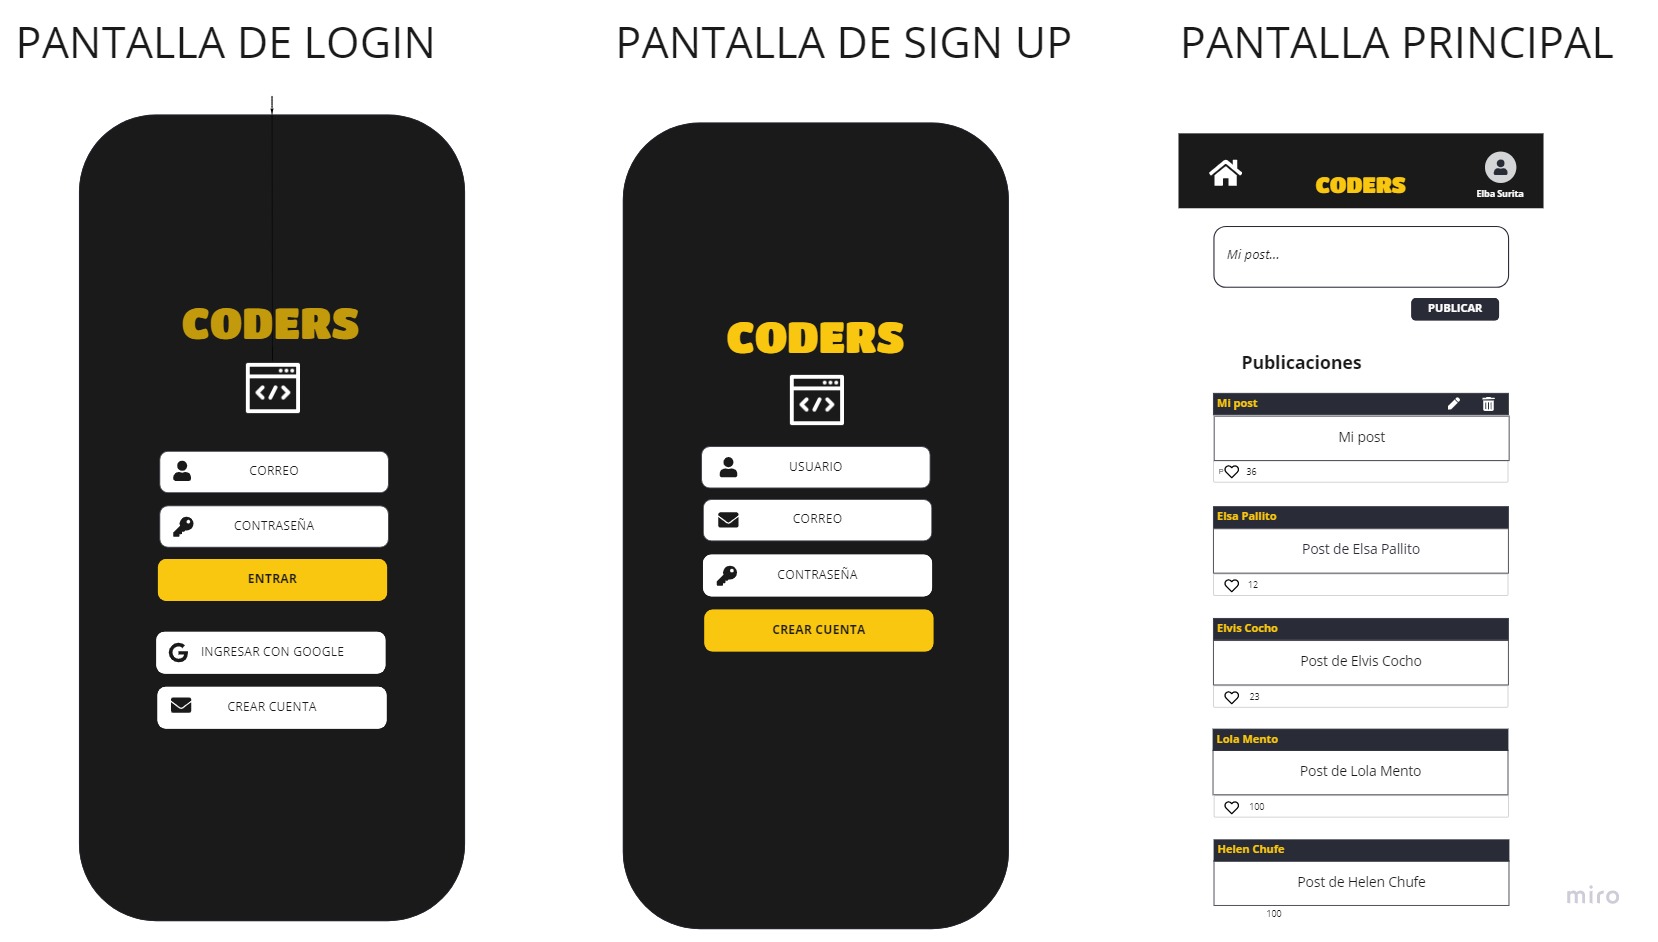 PANTALLA DE LOGIN
CODERS
</>
CORREO
CONTRASEÑA
ENTRAR
G INGRESAR CON GOOGLE
CREAR CUENTA
PANTALLA DE SIGN UP
CODERS
</>
USUARIO
CORREO
CONTRASEÑA
CREAR CUENTA
PANTALLA PRINCIPAL
CODERS
Elba Surita
Mi post...
PUBLICAR
Publicaciones
Mi post
Mi post
P 36
Elsa Pallito
Post de Elsa Pallito
12
Elvis Cocho
Post de Elvis Cocho
23
Lola Mento
Post de Lola Mento
100
Helen Chufe
Post de Helen Chufe
100
miro